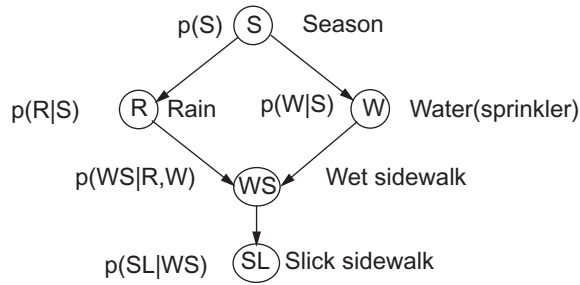 p(S) S Season
p(R|S) R Rain p(W|S) W Water(sprinkler)
p(WS|R,W) WS Wet sidewalk
p(SL|WS) SL Slick sidewalk